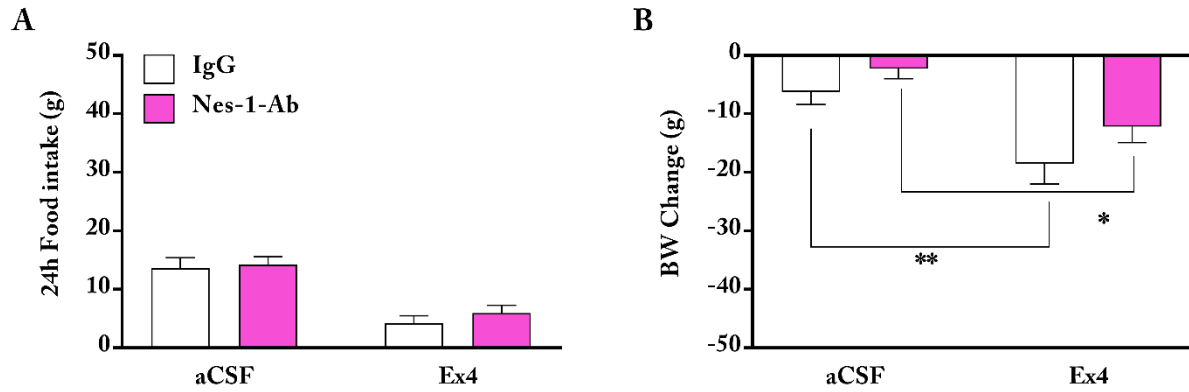 A
24h Food intake (g)
50
40
30
20
10
0
IgG
Nes-1-Ab
aCSF
Ex4
B
BW Change (g)
0
-10
-20
-30
-40
-50
**
*
aCSF
Ex4